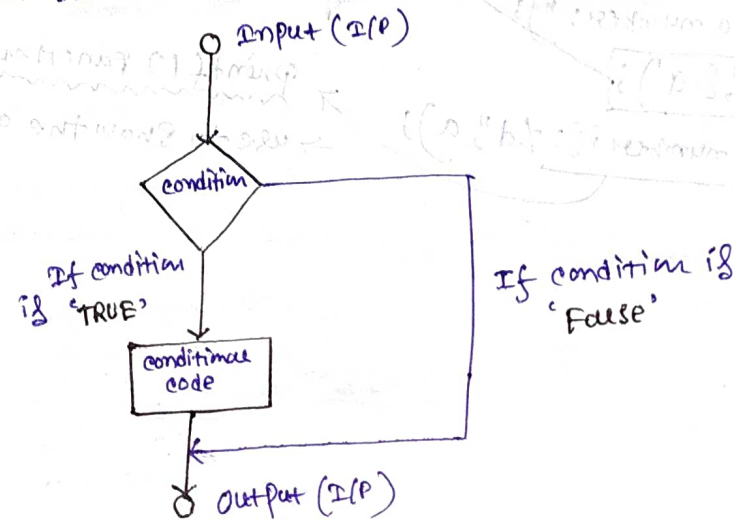 Input (I/P)
condition
If condition
is 'TRUE'
If condition is
'False'
conditional
code
Output (I/P)